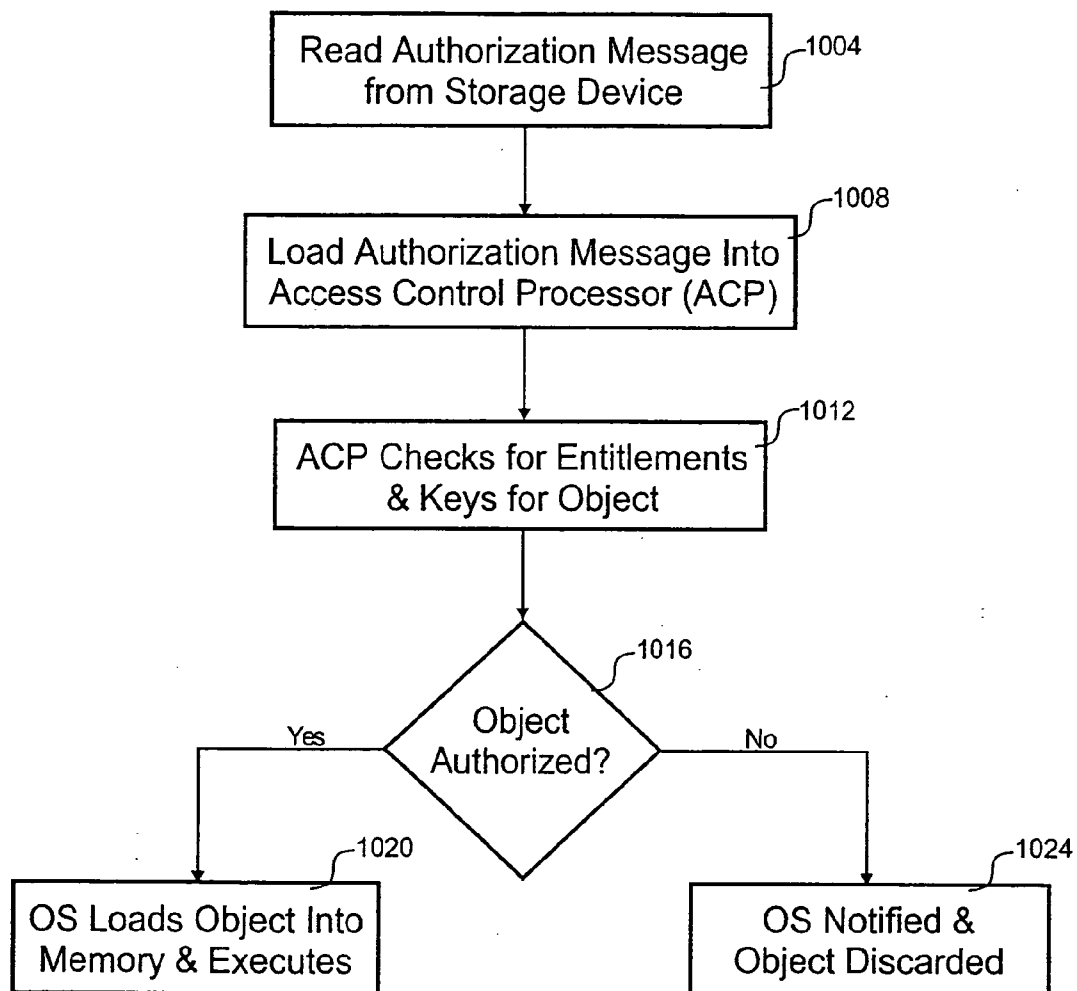 Read Authorization Message
from Storage Device
1004
Load Authorization Message Into
Access Control Processor (ACP)
1008
ACP Checks for Entitlements
& Keys for Object
1012
Object
Authorized?
1016
Yes
No
OS Loads Object Into
Memory & Executes
1020
OS Notified &
Object Discarded
1024